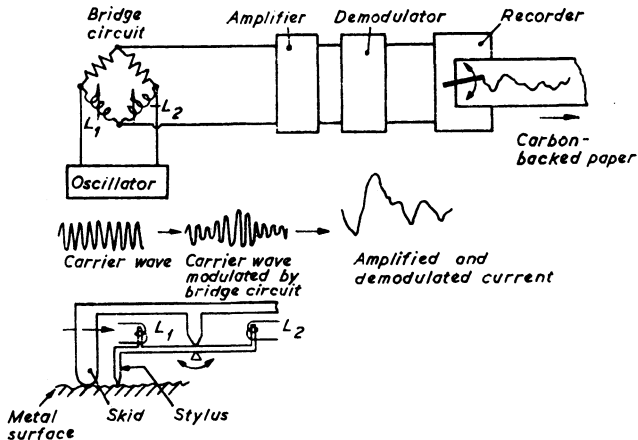 Bridge
circuit
Amplifier
Demodulator
Recorder
L1
L2
Oscillator
Carbon-
backed paper
Carrier wave
Carrier wave
modulated by
bridge circuit
Amplified and
demodulated current
L1
L2
Metal
surface
Skid
Stylus